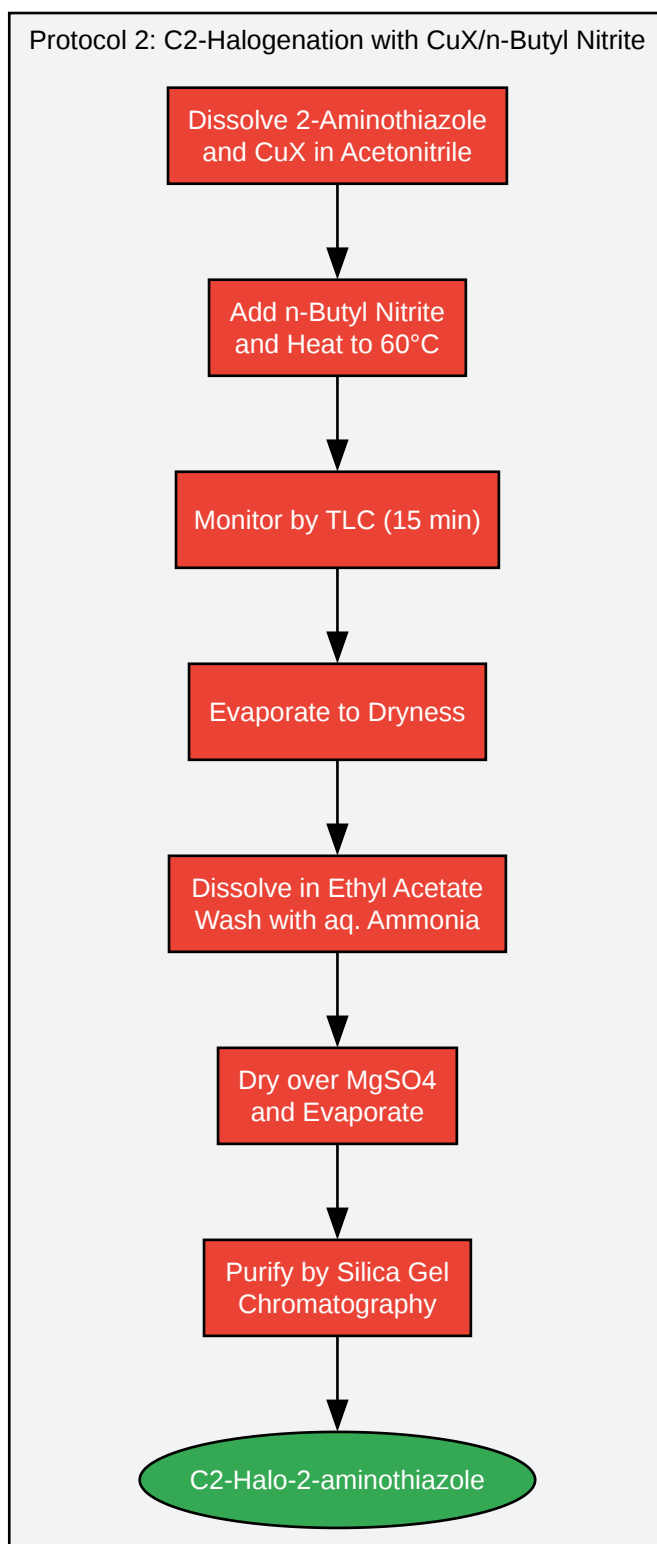 Protocol 2: C2-Halogenation with CuX/n-Butyl Nitrite
Dissolve 2-Aminothiazole
and CuX in Acetonitrile
Add n-Butyl Nitrite
and Heat to 60°C
Monitor by TLC (15 min)
Evaporate to Dryness
Dissolve in Ethyl Acetate
Wash with aq. Ammonia
Dry over MgSO4
and Evaporate
Purify by Silica Gel
Chromatography
C2-Halo-2-aminothiazole